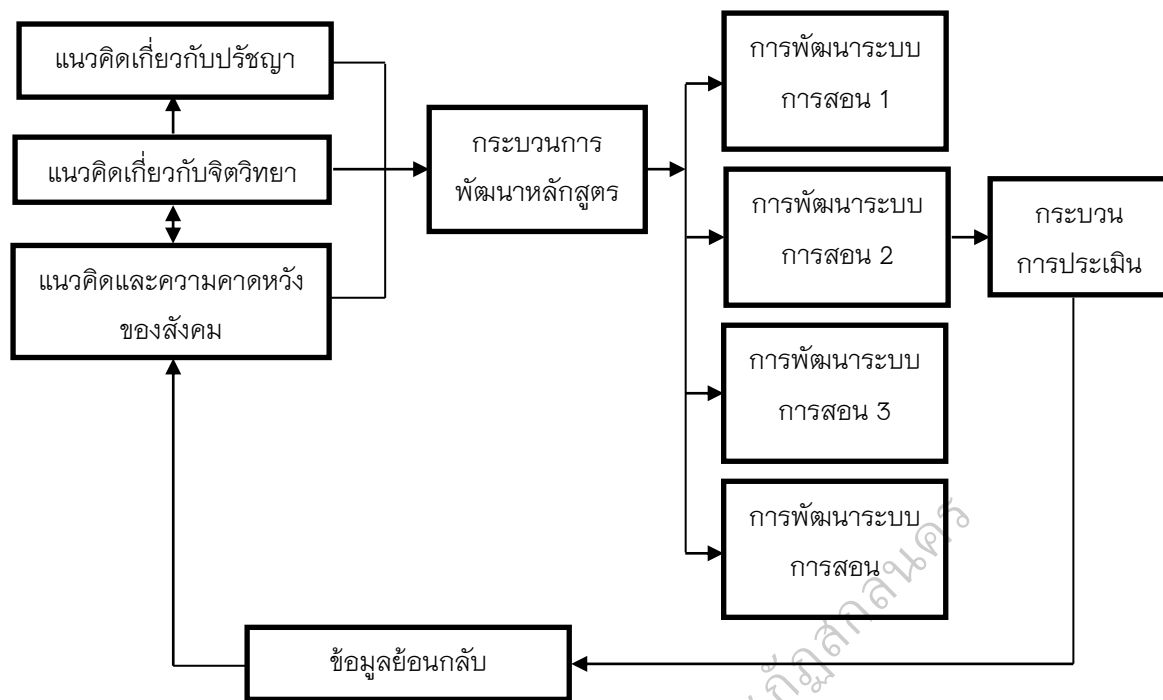 แนวคิดเกี่ยวกับปรัชญา
แนวคิดเกี่ยวกับจิตวิทยา
แนวคิดและความคาดหวัง
ของสังคม
กระบวนการ
พัฒนาหลักสูตร
การพัฒนาระบบ
การสอน 1
การพัฒนาระบบ
การสอน 2
การพัฒนาระบบ
การสอน 3
การพัฒนาระบบ
การสอน
กระบวน
การประเมิน
ข้อมูลย้อนกลับ
ภัฏสกลนคร